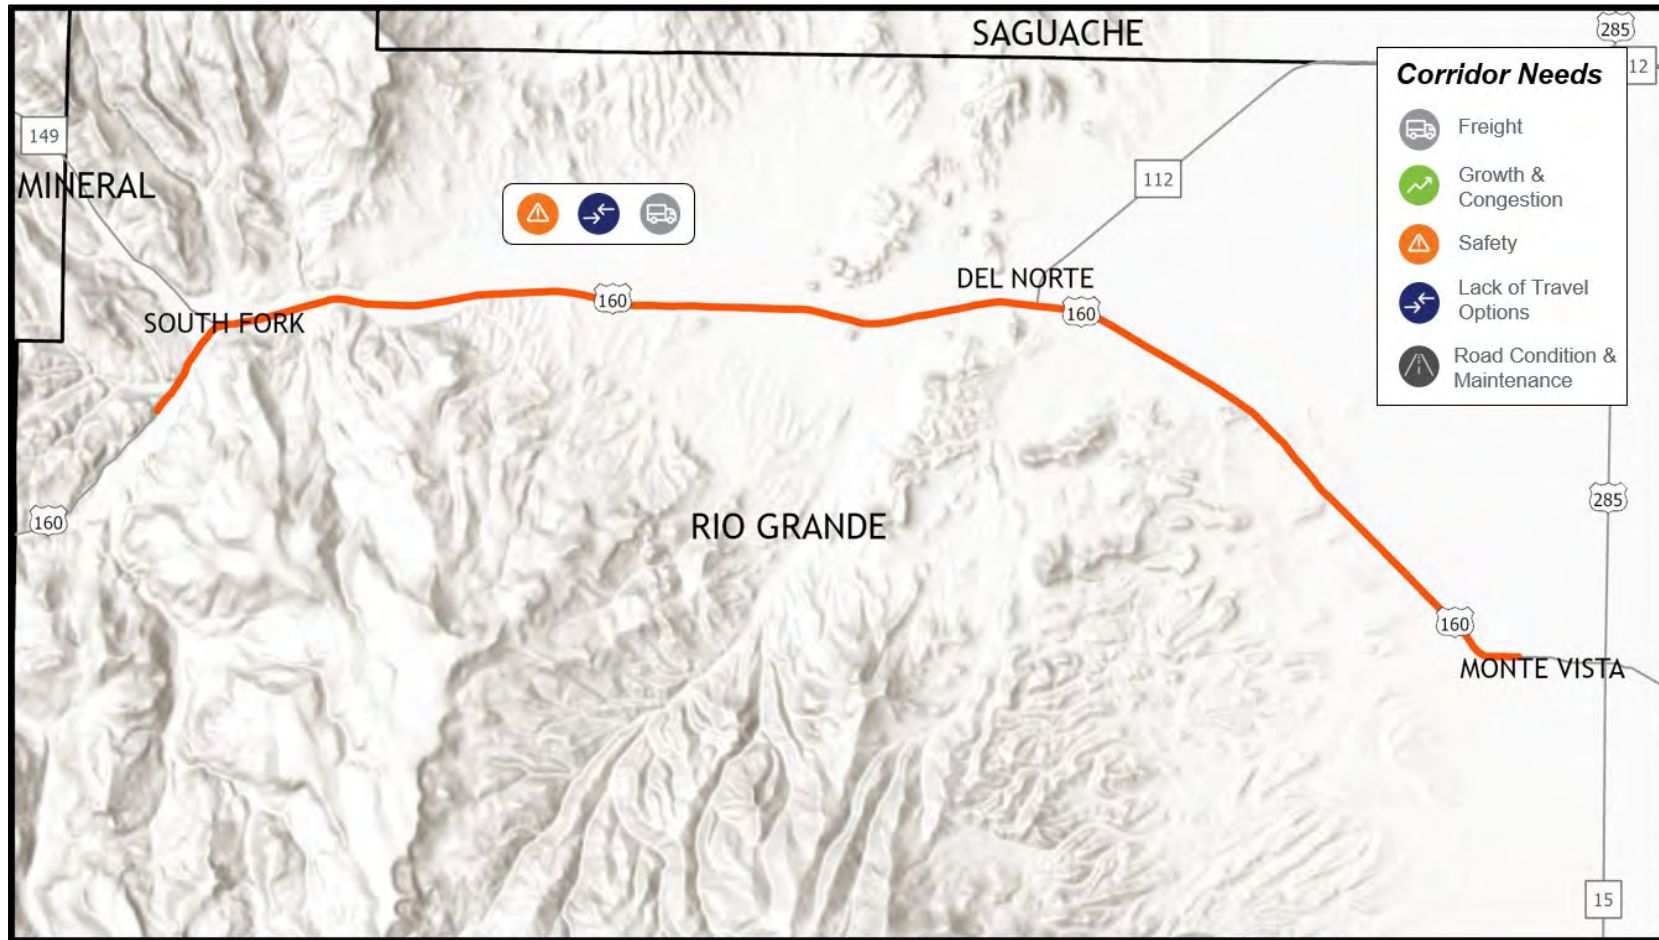 SAGUACHE
285
Corridor Needs
12
Freight
149
Growth &
Congestion
MINERAL
112
Safety
DEL NORTE
Lack of Travel
Options
160
160
SOUTH FORK
Road Condition &
Maintenance
285
160
RIO GRANDE
160
MONTE VISTA
15